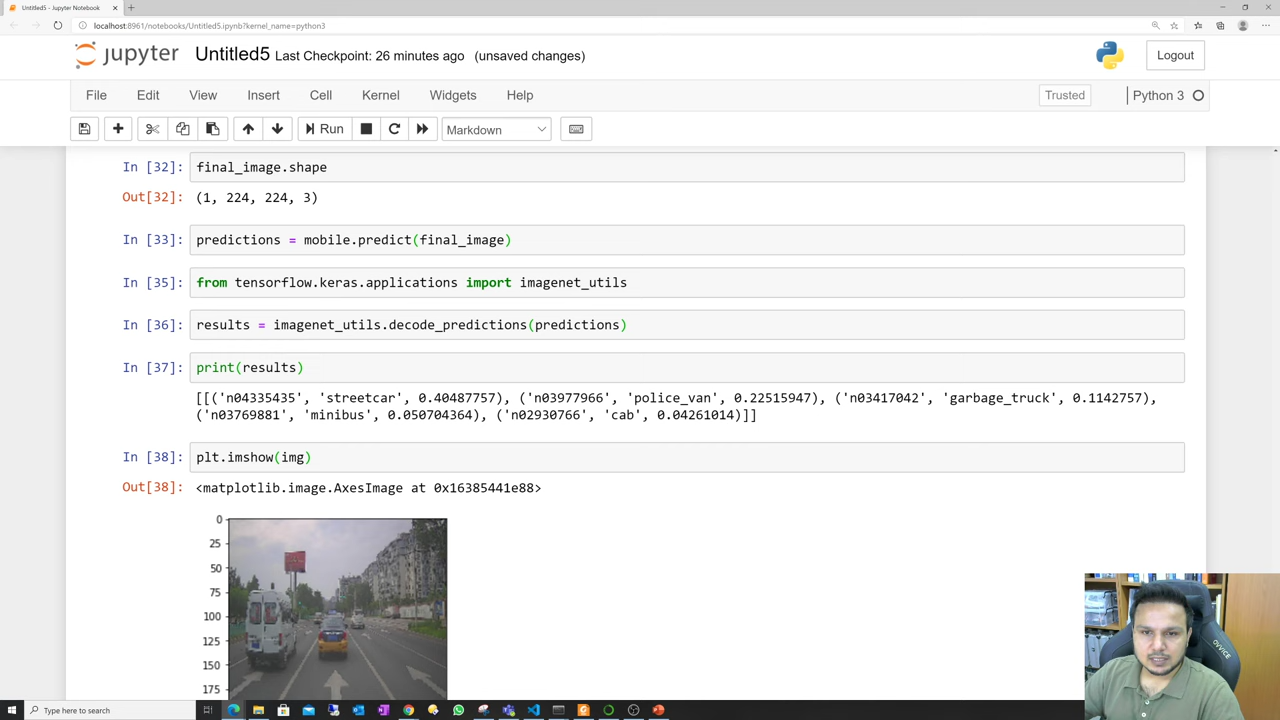 Untitled5 - Jupyter Notebook
localhost:8961/notebooks/Untitled5.ipynb?kernel_name=python3
jupyter Untitled5 Last Checkpoint: 26 minutes ago (unsaved changes)
Logout
File Edit View Insert Cell Kernel Widgets Help
Trusted
Python 3
Run
Markdown
In [32]: final_image.shape
Out[32]: (1, 224, 224, 3)
In [33]: predictions = mobile.predict(final_image)
In [35]: from tensorflow.keras.applications import imagenet_utils
In [36]: results = imagenet_utils.decode_predictions(predictions)
In [37]: print(results)
[[('n04335435', 'streetcar', 0.40487757), ('n03977966', 'police_van', 0.22515947), ('n03417042', 'garbage_truck', 0.1142757),
('n03769881', 'minibus', 0.050704364), ('n02930766', 'cab', 0.04261014)]]
In [38]: plt.imshow(img)
Out[38]: <matplotlib.image.AxesImage at 0x16385441e88>
0
25
50
75
100
125
150
175
OVVICE
Type here to search